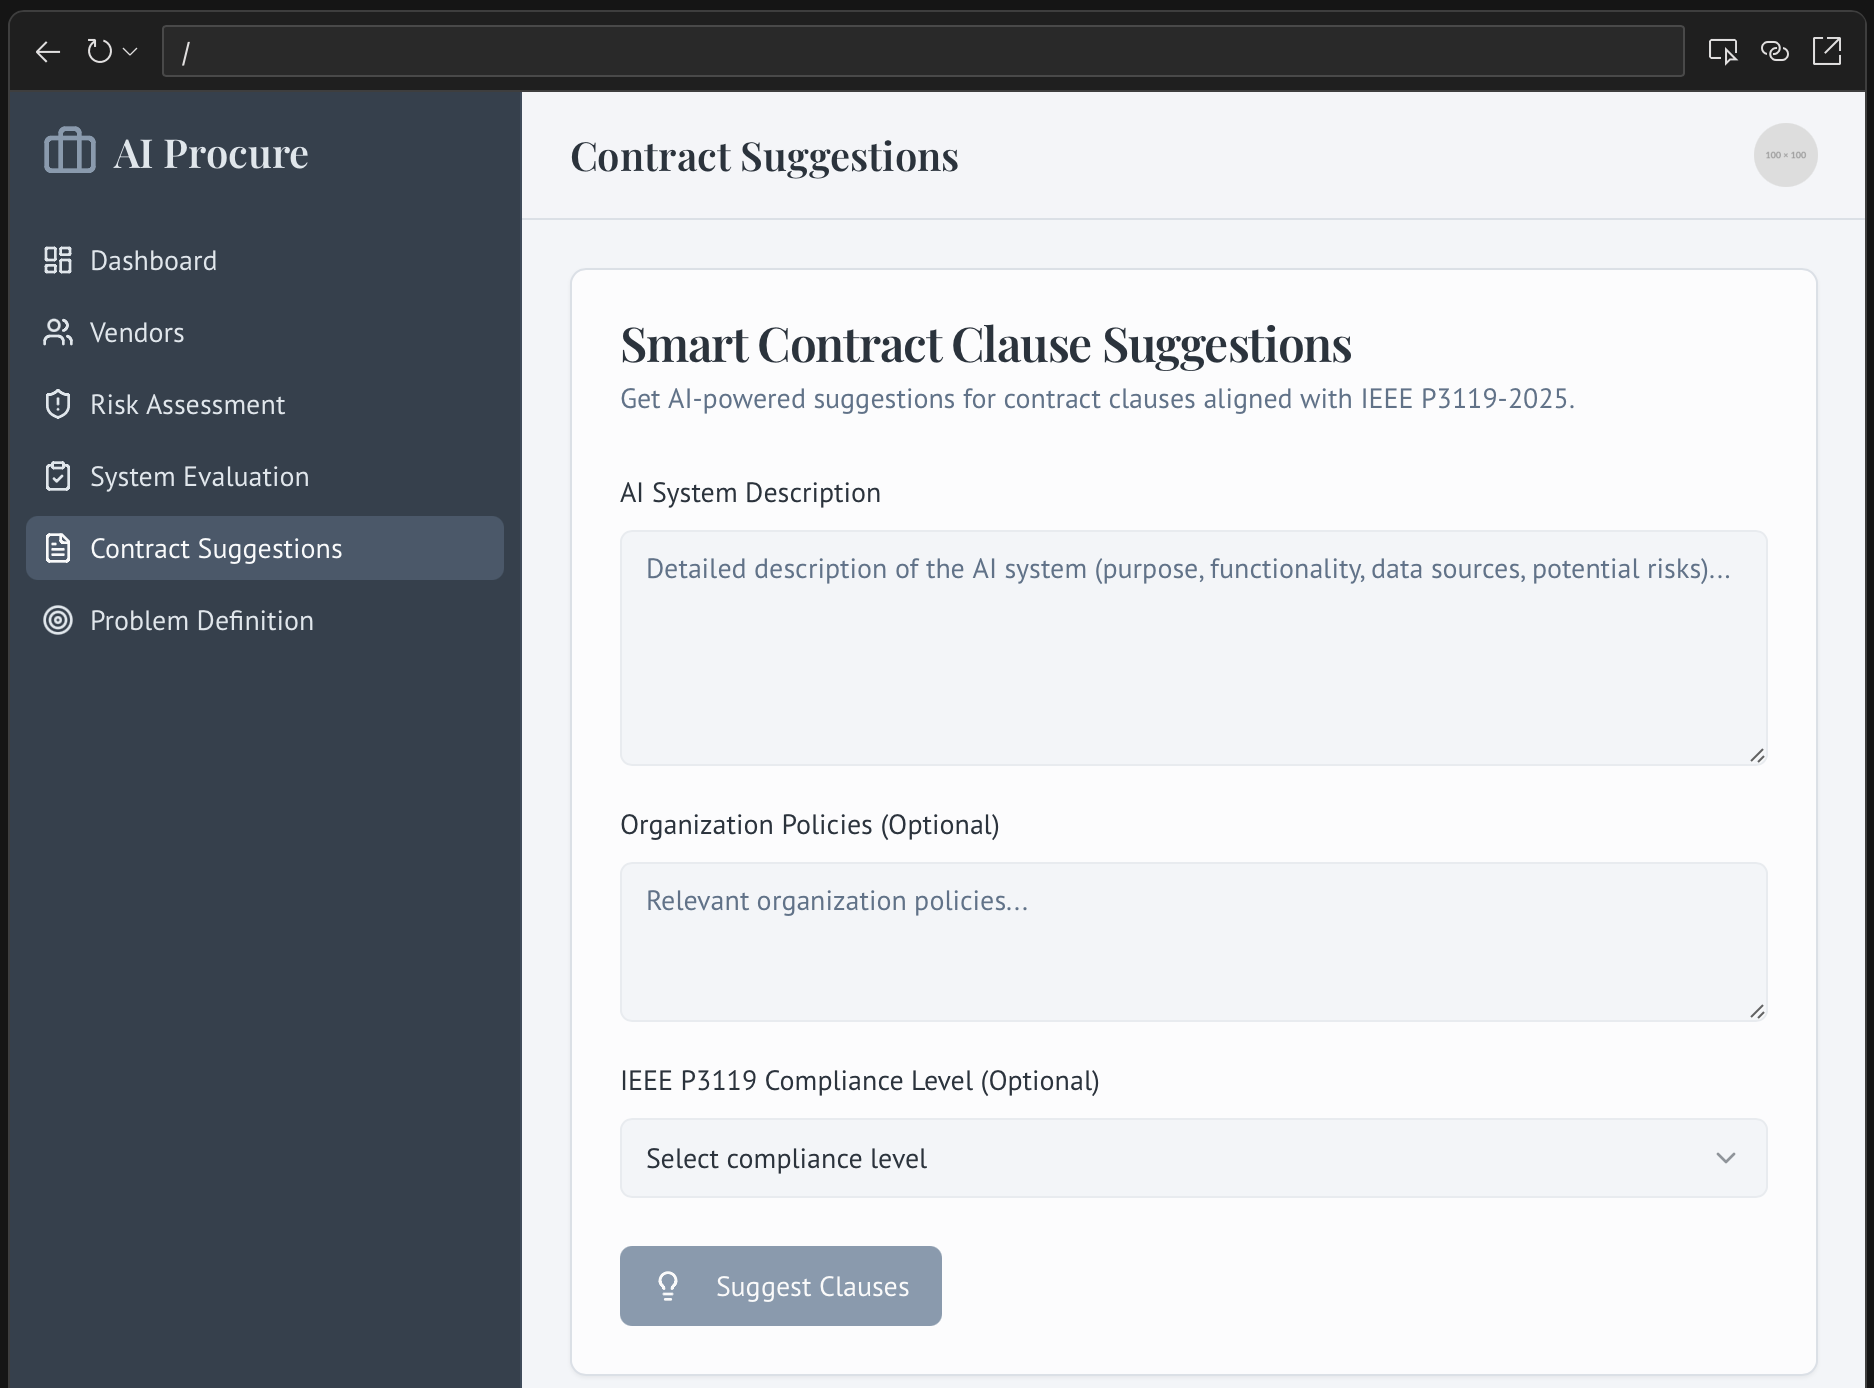 /
AI Procure
Dashboard
Vendors
Risk Assessment
System Evaluation
Contract Suggestions
Problem Definition
Contract Suggestions
100 × 100
Smart Contract Clause Suggestions
Get AI-powered suggestions for contract clauses aligned with IEEE P3119-2025.
AI System Description
Detailed description of the AI system (purpose, functionality, data sources, potential risks)...
Organization Policies (Optional)
Relevant organization policies...
IEEE P3119 Compliance Level (Optional)
Select compliance level
Suggest Clauses